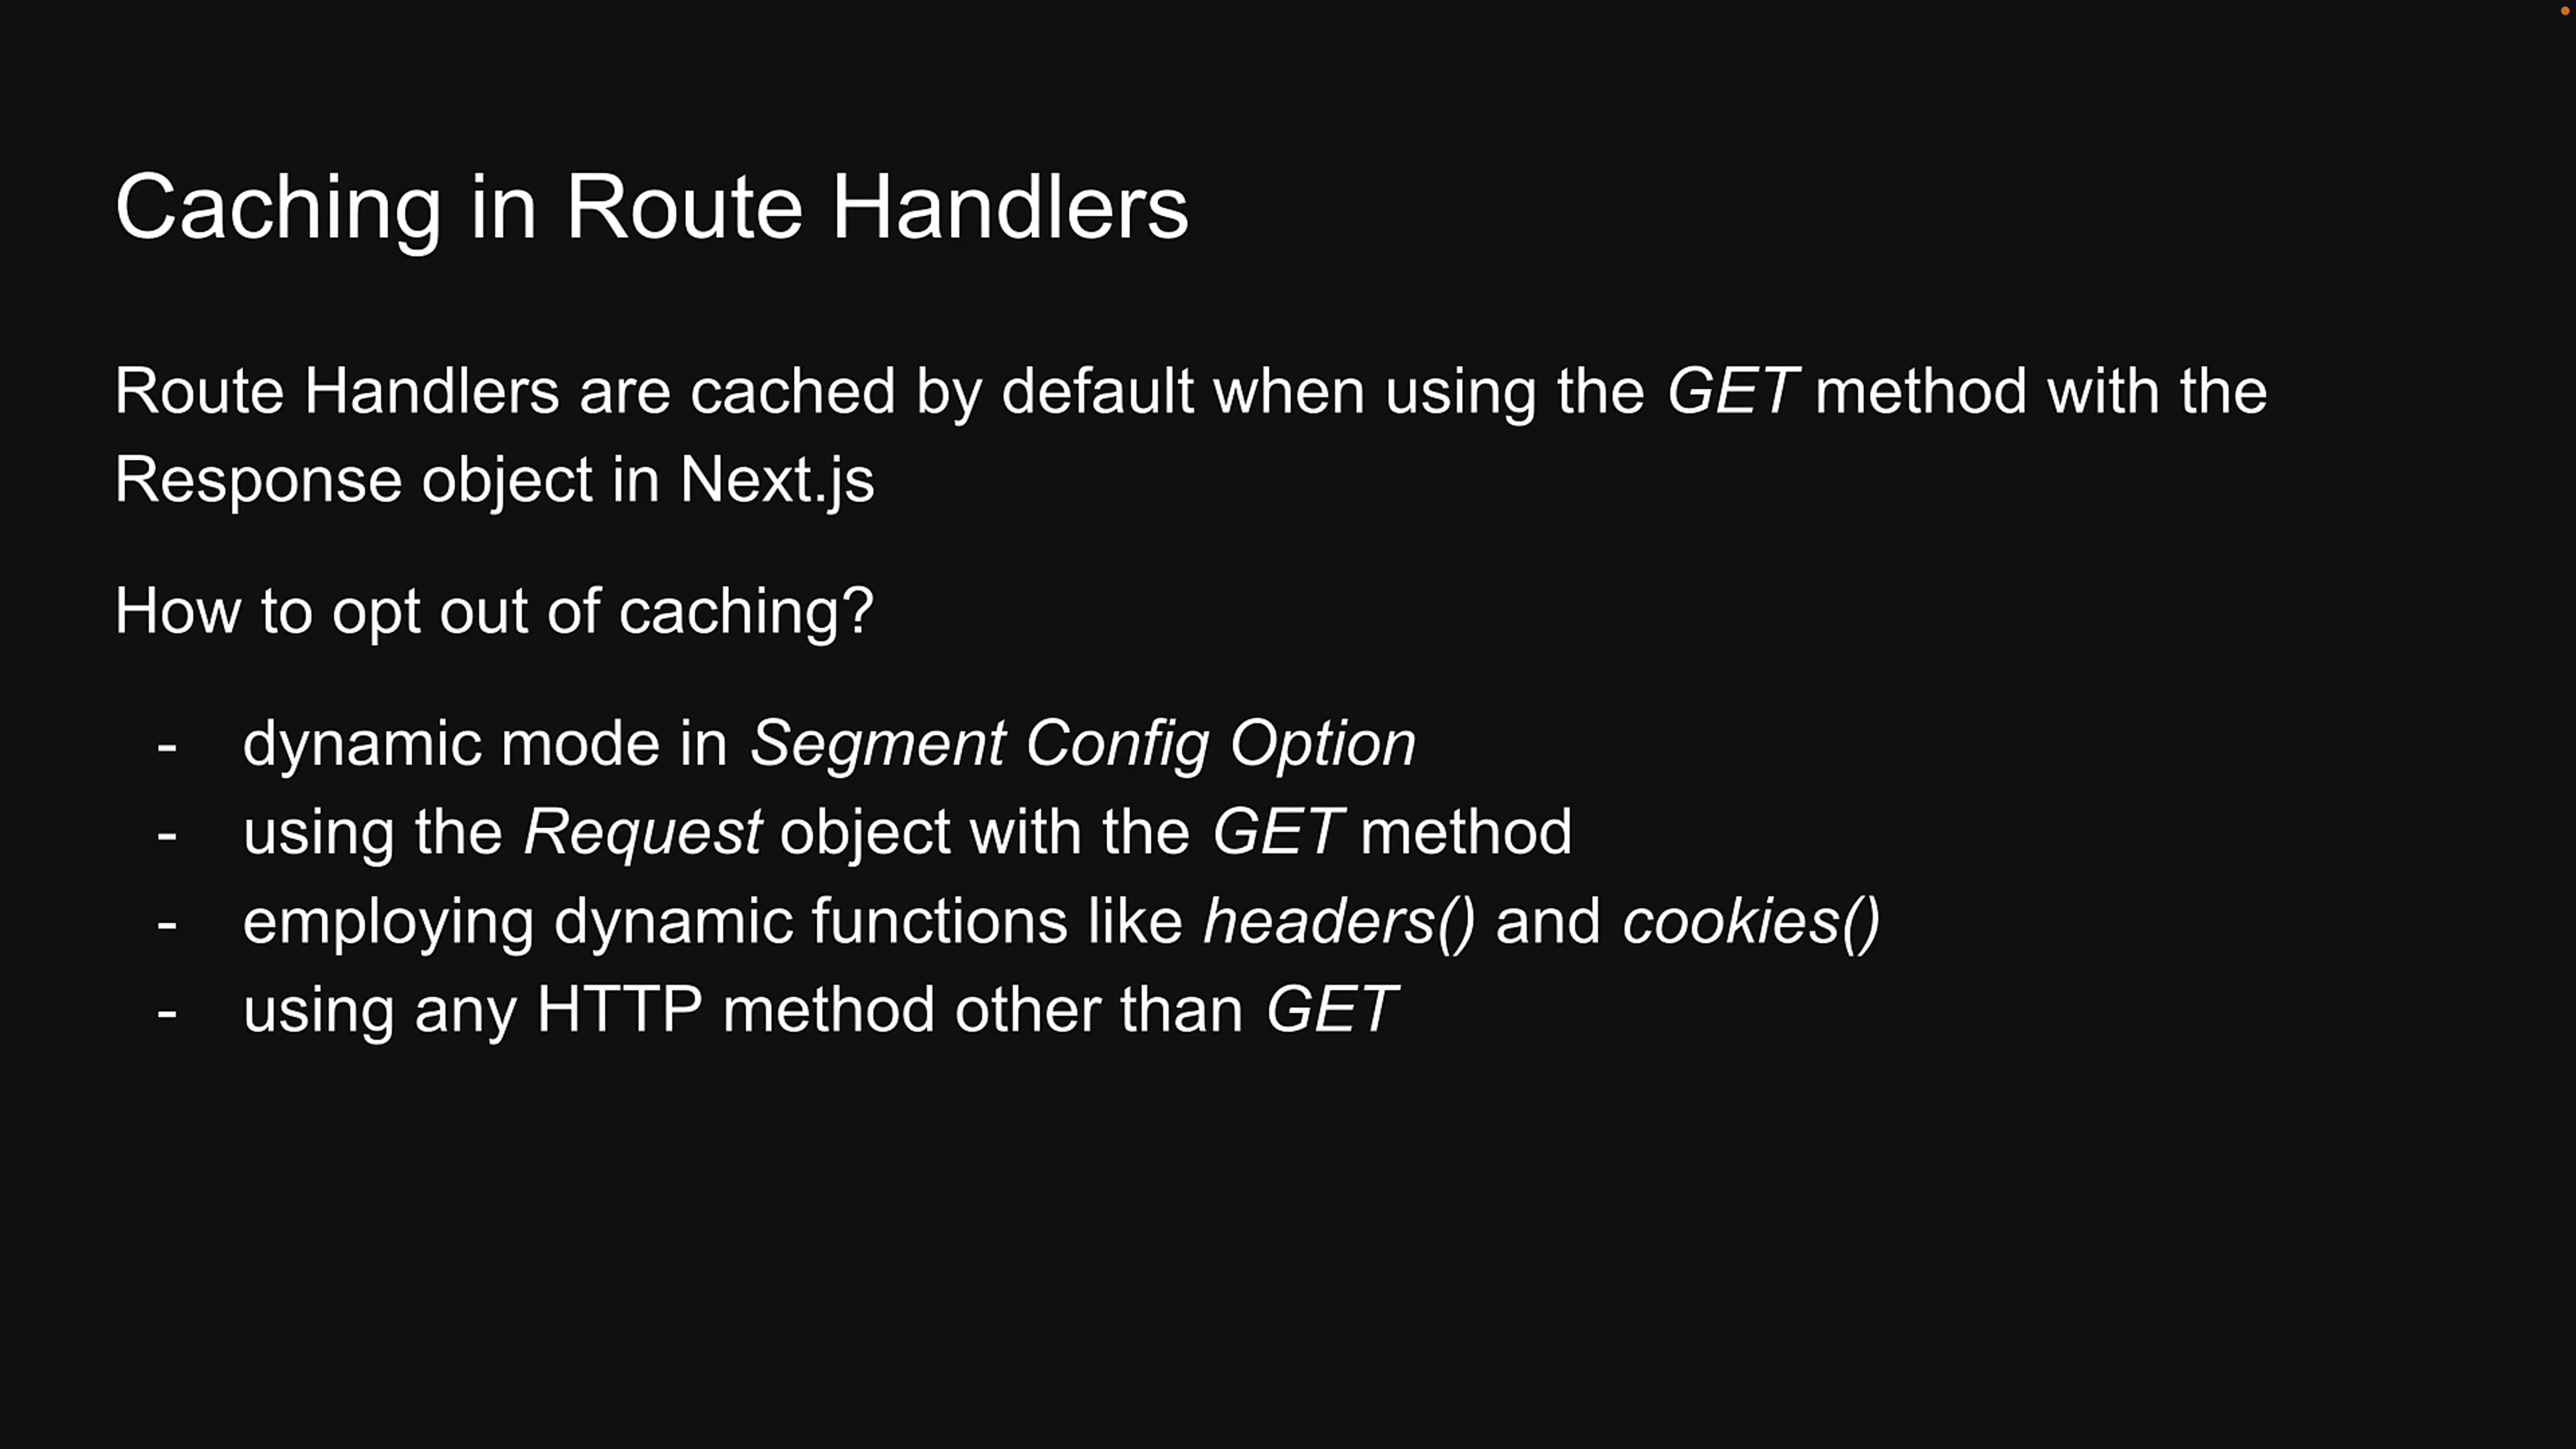 Caching in Route Handlers
Route Handlers are cached by default when using the GET method with the
Response object in Next.js
How to opt out of caching?
- dynamic mode in Segment Config Option
- using the Request object with the GET method
- employing dynamic functions like headers() and cookies()
- using any HTTP method other than GET